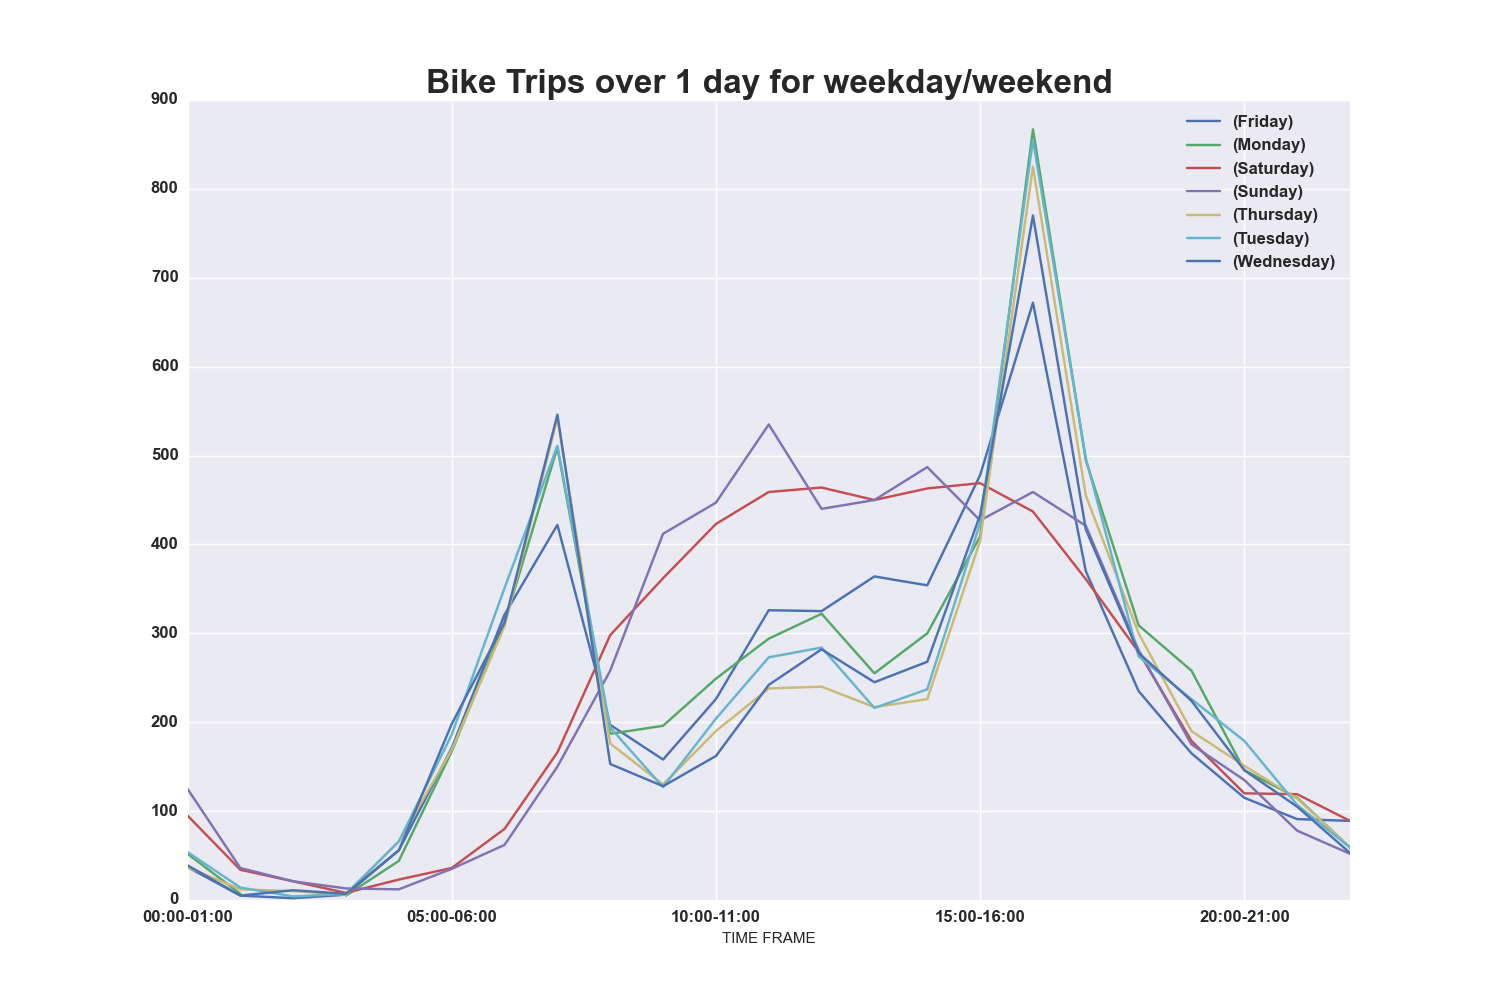 Bike Trips over 1 day for weekday/weekend
900
800
700
600
500
400
300
200
100
0
(Friday)
(Monday)
(Saturday)
(Sunday)
(Thursday)
(Tuesday)
(Wednesday)
00:00-01:00 05:00-06:00 10:00-11:00 15:00-16:00 20:00-21:00
TIME FRAME